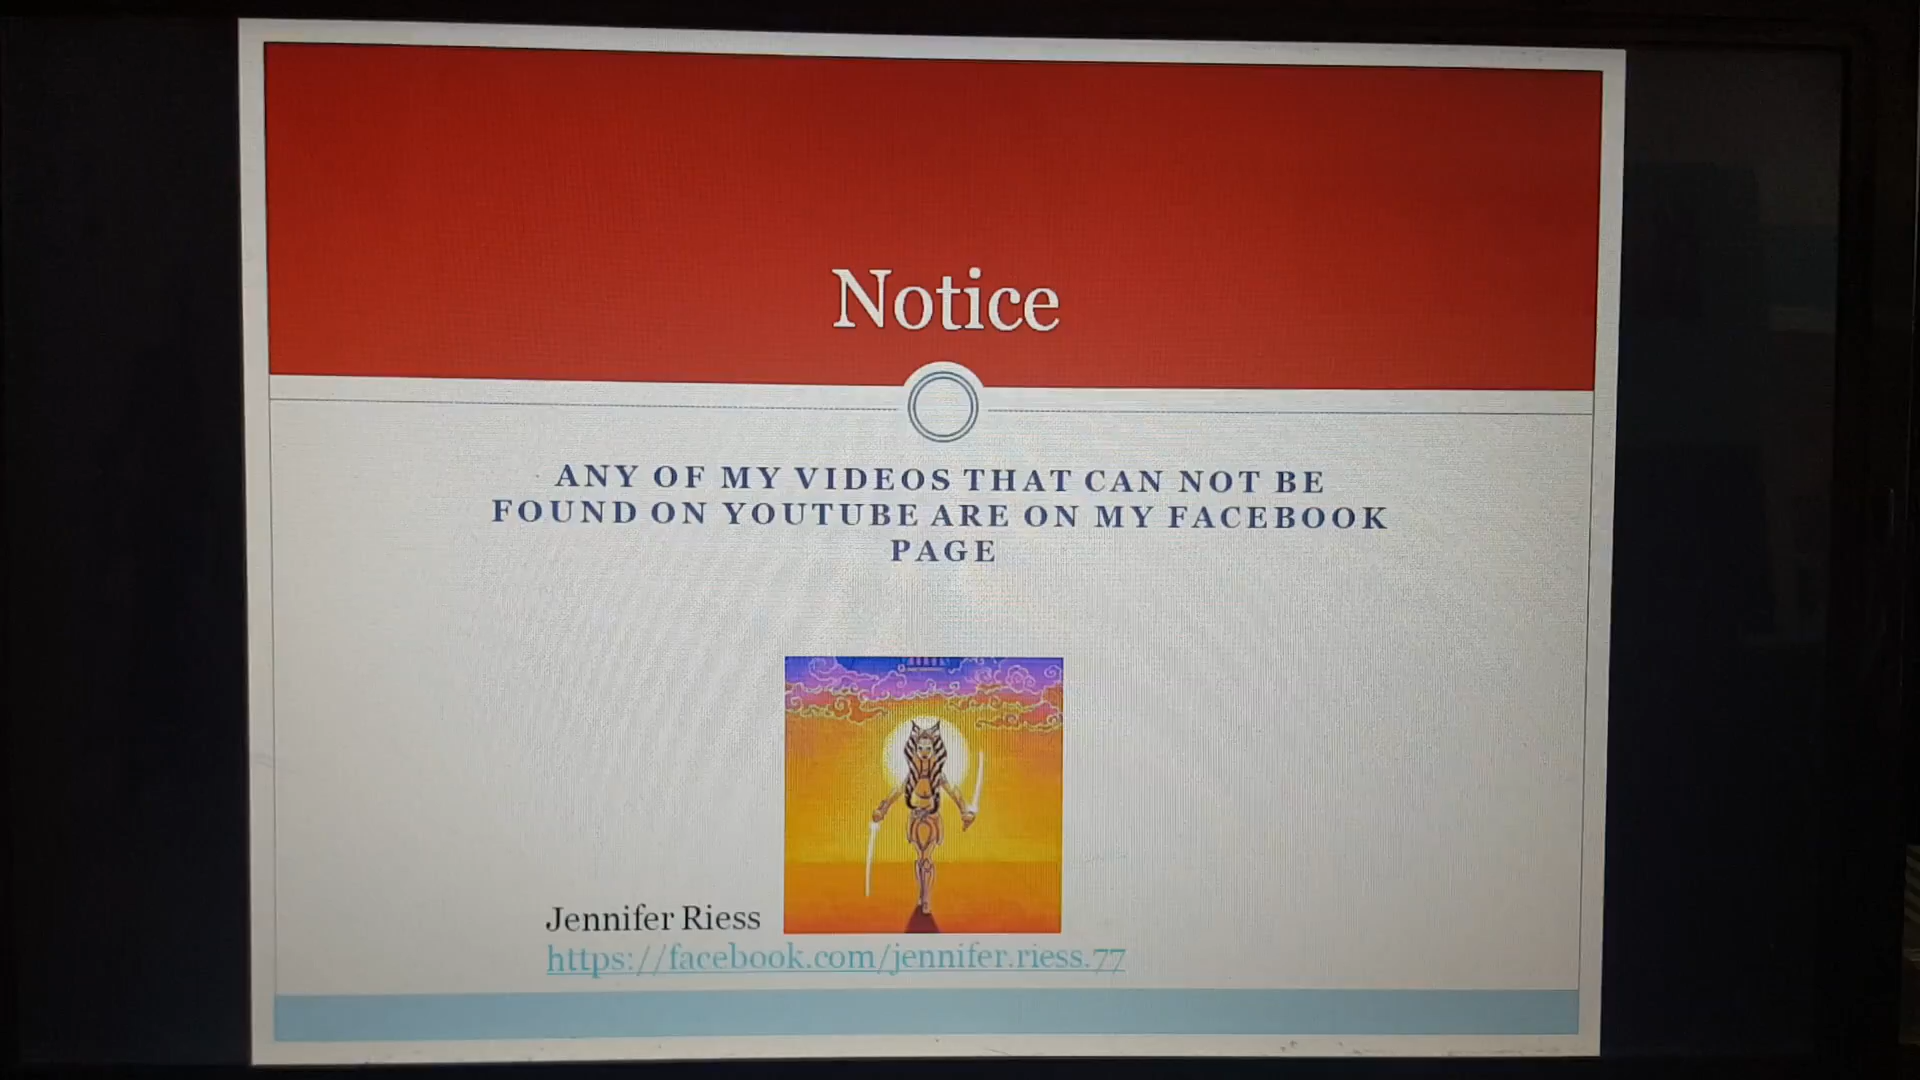 Notice
ANY OF MY VIDEOS THAT CAN NOT BE
FOUND ON YOUTUBE ARE ON MY FACEBOOK
PAGE
Jennifer Riess
https://facebook.com/jennifer.riess.77